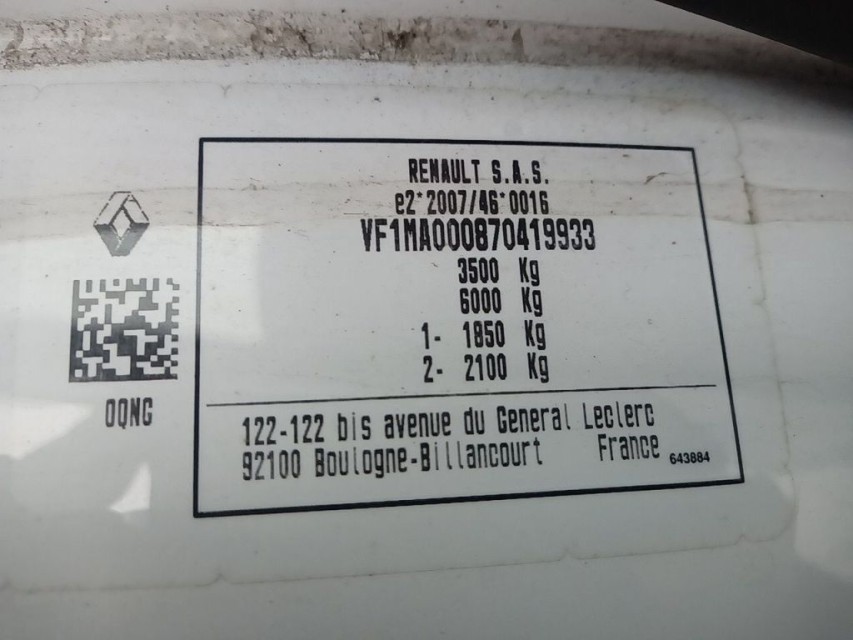 RENAULT S.A.S.
e2*2007/46*0016
VF1MA000870419933
3500 Kg
6000 Kg
1- 1850 Kg
2- 2100 Kg
0QNG
122-122 bis avenue du General Leclerc
92100 Boulogne-Billancourt France 643884